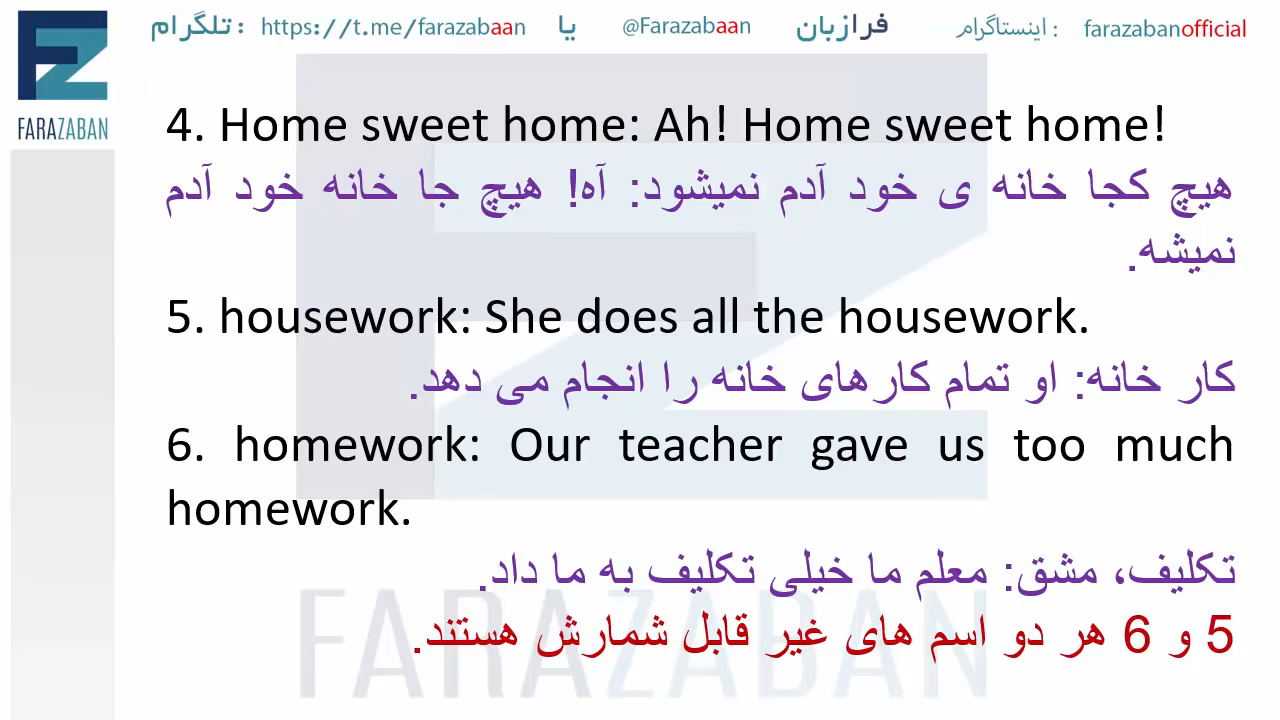 تلگرام : https://t.me/farazabaan یا @Farazabaan فرازبان اینستاگرام : farazabanofficial
FZ
FARAZABAN
4. Home sweet home: Ah! Home sweet home!
هیچ کجا خانه ی خود آدم نمیشود: آه! هیچ جا خانه خود آدم
نمیشه.
5. housework: She does all the housework.
کار خانه: او تمام کارهای خانه را انجام می دهد.
6. homework: Our teacher gave us too much
homework.
تکلیف، مشق: معلم ما خیلی تکلیف به ما داد.
5 و 6 هر دو اسم های غیر قابل شمارش هستند.
FARAZABAN